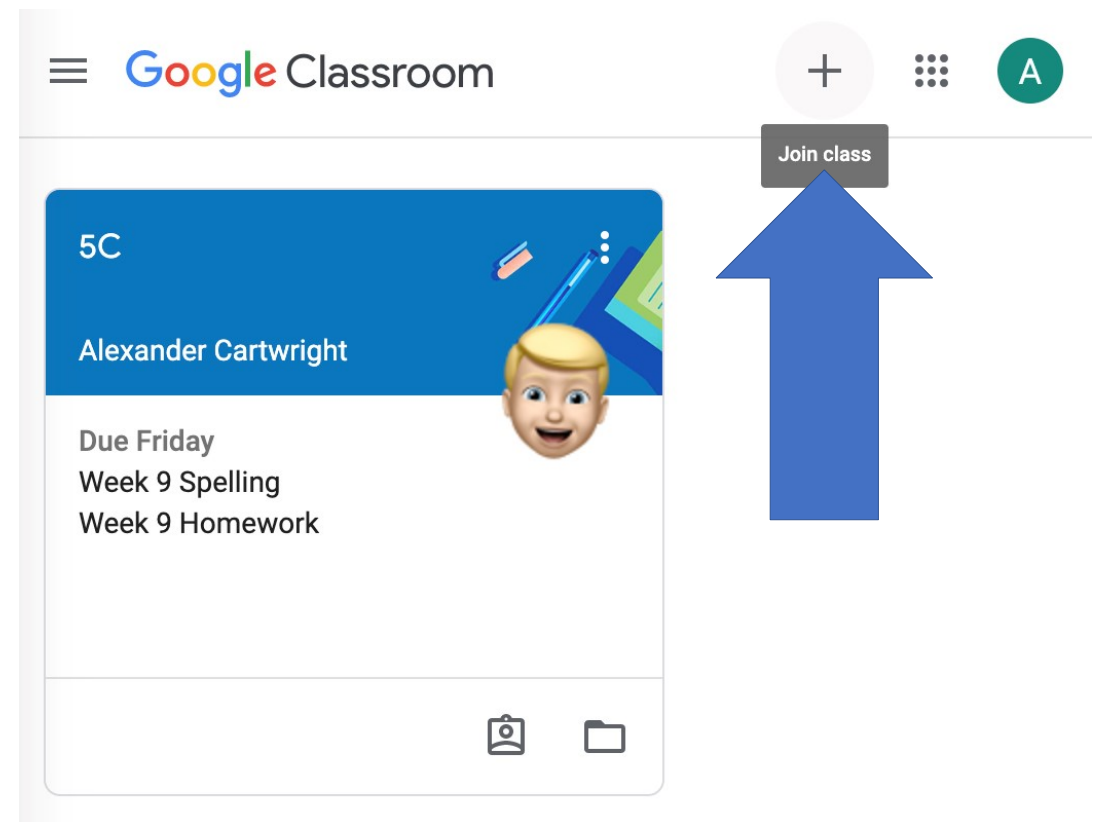 Google Classroom
A
Join class
5C
Alexander Cartwright
Due Friday
Week 9 Spelling
Week 9 Homework